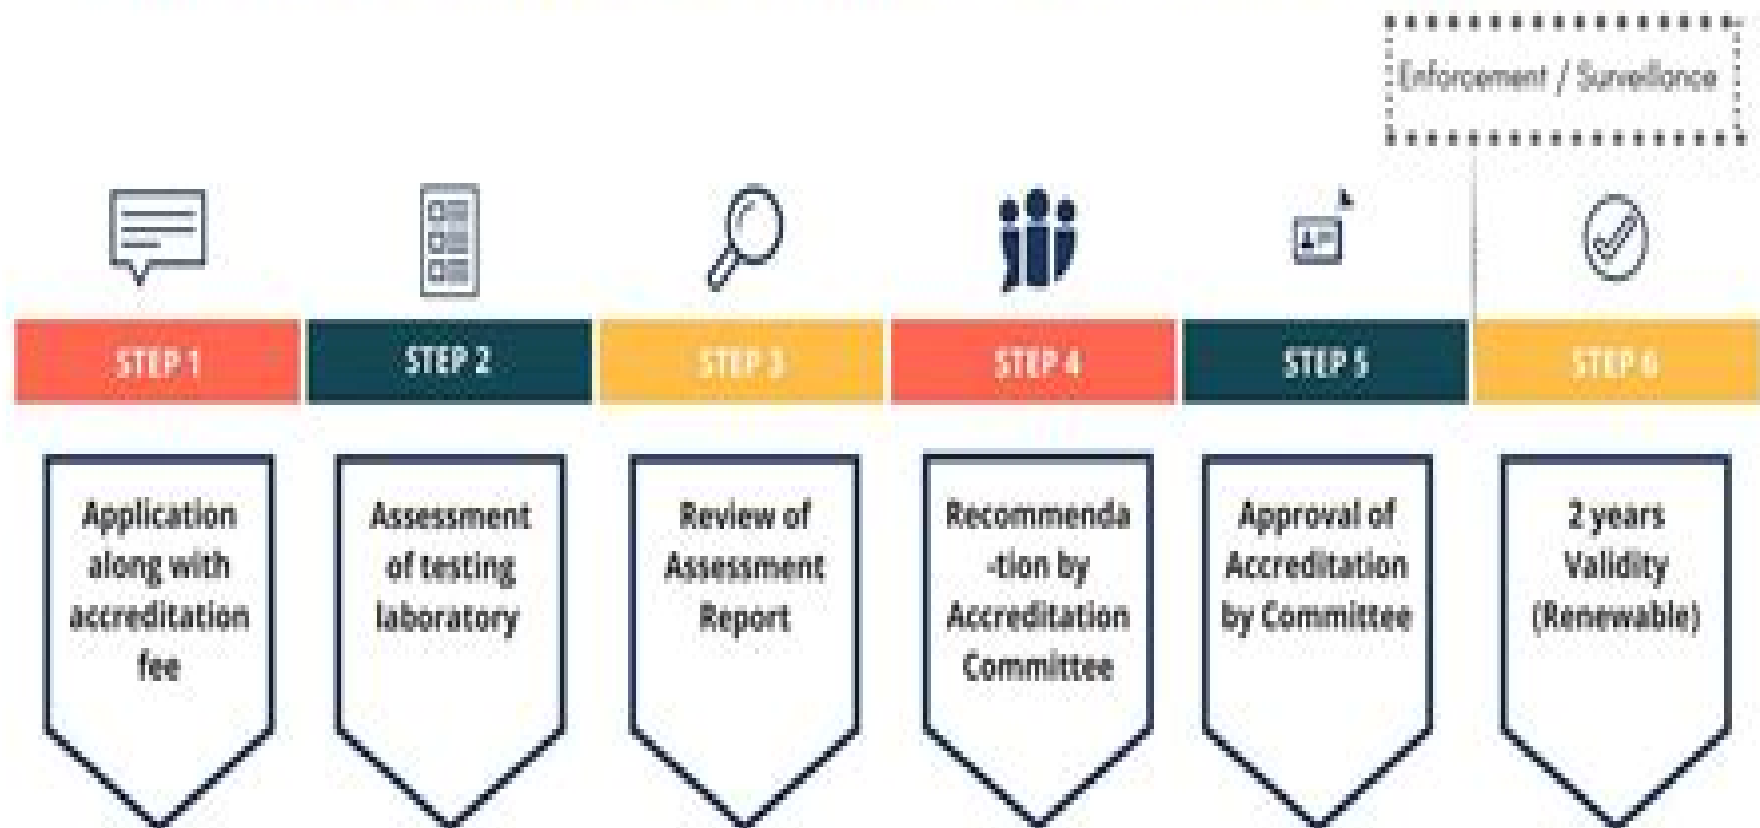 Enforcement / Surveillance
STEP 1
STEP 2
STEP 3
STEP 4
STEP 5
STEP 6
Application
along with
accreditation
fee
Assessment
of testing
laboratory
Review of
Assessment
Report
Recommenda
-tion by
Accreditation
Committee
Approval of
Accreditation
by Committee
2 years
Validity
(Renewable)